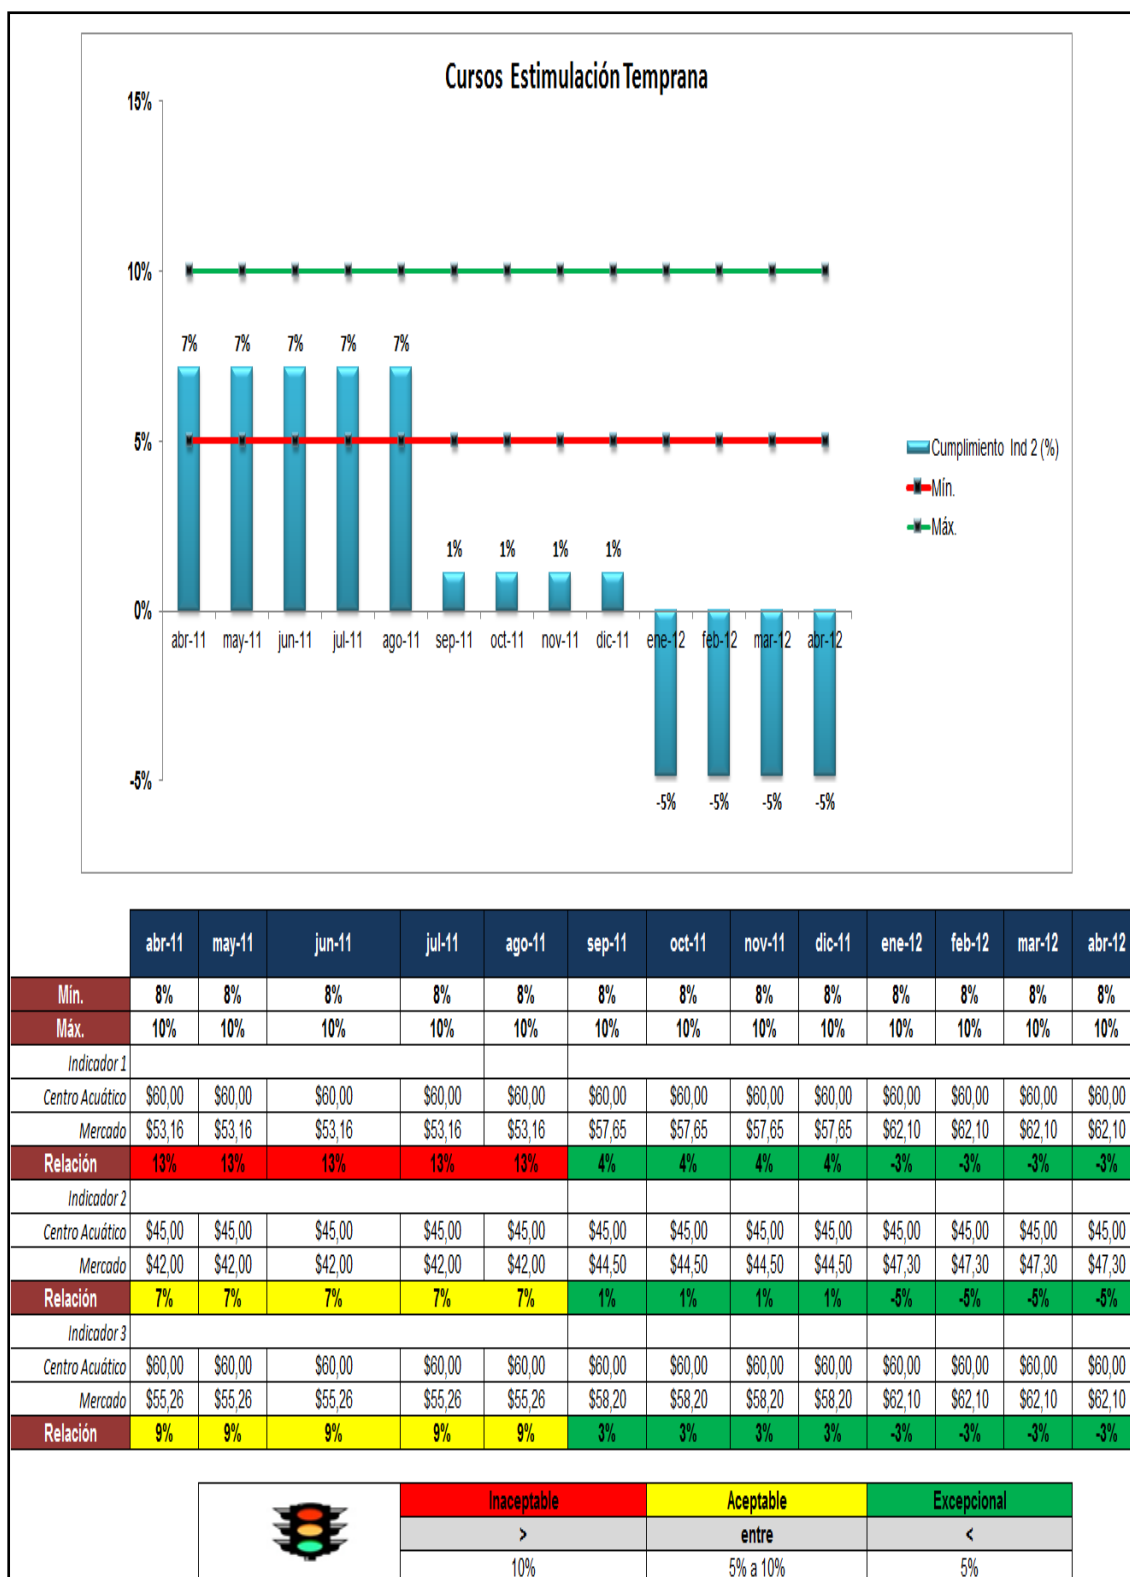 Cursos Estimulación Temprana
15%
10%
7% 7% 7% 7% 7%
5%
Cumplimiento Ind 2 (%)
Mín.
Máx.
1% 1% 1% 1%
0%
abr-11 may-11 jun-11 jul-11 ago-11 sep-11 oct-11 nov-11 dic-11 ene-12 feb-12 mar-12 abr-12
-5%
-5% -5% -5% -5%
abr-11 may-11 jun-11 jul-11 ago-11 sep-11 oct-11 nov-11 dic-11 ene-12 feb-12 mar-12 abr-12
Mín. 8% 8% 8% 8% 8% 8% 8% 8% 8% 8% 8% 8% 8%
Máx. 10% 10% 10% 10% 10% 10% 10% 10% 10% 10% 10% 10% 10%
Indicador 1
Centro Acuático $60,00 $60,00 $60,00 $60,00 $60,00 $60,00 $60,00 $60,00 $60,00 $60,00 $60,00 $60,00 $60,00
Mercado $53,16 $53,16 $53,16 $53,16 $53,16 $57,65 $57,65 $57,65 $57,65 $62,10 $62,10 $62,10 $62,10
Relación 13% 13% 13% 13% 13% 4% 4% 4% 4% -3% -3% -3% -3%
Indicador 2
Centro Acuático $45,00 $45,00 $45,00 $45,00 $45,00 $45,00 $45,00 $45,00 $45,00 $45,00 $45,00 $45,00 $45,00
Mercado $42,00 $42,00 $42,00 $42,00 $42,00 $44,50 $44,50 $44,50 $44,50 $47,30 $47,30 $47,30 $47,30
Relación 7% 7% 7% 7% 7% 1% 1% 1% 1% -5% -5% -5% -5%
Indicador 3
Centro Acuático $60,00 $60,00 $60,00 $60,00 $60,00 $60,00 $60,00 $60,00 $60,00 $60,00 $60,00 $60,00 $60,00
Mercado $55,26 $55,26 $55,26 $55,26 $55,26 $58,20 $58,20 $58,20 $58,20 $62,10 $62,10 $62,10 $62,10
Relación 9% 9% 9% 9% 9% 3% 3% 3% 3% -3% -3% -3% -3%
Inaceptable Aceptable Excepcional
> entre <
10% 5% a 10% 5%